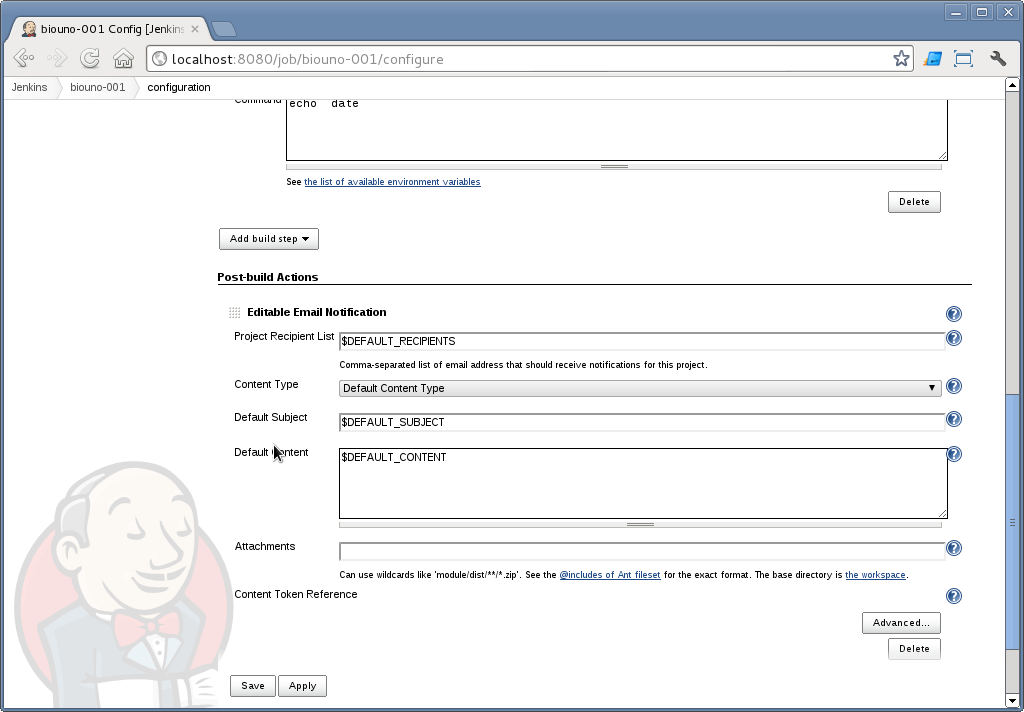 biouno-001 Config [Jenkins
localhost:8080/job/biouno-001/configure
Jenkins biouno-001 configuration
Command echo date
See the list of available environment variables
Delete
Add build step
Post-build Actions
Editable Email Notification
Project Recipient List $DEFAULT_RECIPIENTS
Comma-separated list of email address that should receive notifications for this project.
Content Type Default Content Type
Default Subject $DEFAULT_SUBJECT
Default Content $DEFAULT_CONTENT
Attachments
Can use wildcards like 'module/dist/**/*.zip'. See the @includes of Ant fileset for the exact format. The base directory is the workspace.
Content Token Reference
Advanced...
Delete
Save Apply